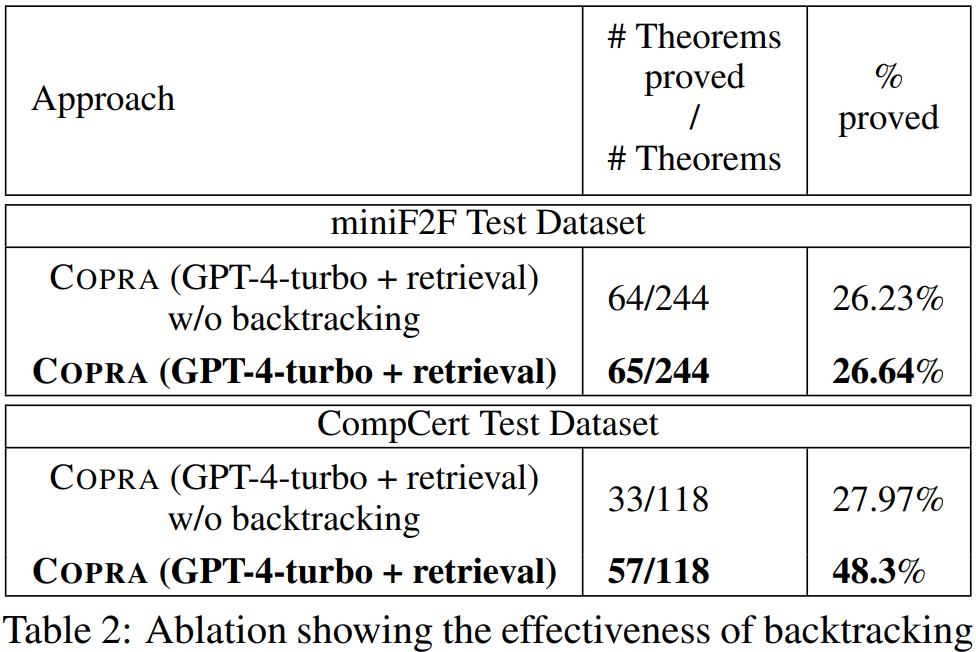 Approach
# Theorems
proved
/
# Theorems
%
proved
miniF2F Test Dataset
COPRA (GPT-4-turbo + retrieval)
w/o backtracking
64/244
26.23%
COPRA (GPT-4-turbo + retrieval)
65/244
26.64%
CompCert Test Dataset
COPRA (GPT-4-turbo + retrieval)
w/o backtracking
33/118
27.97%
COPRA (GPT-4-turbo + retrieval)
57/118
48.3%
Table 2: Ablation showing the effectiveness of backtracking